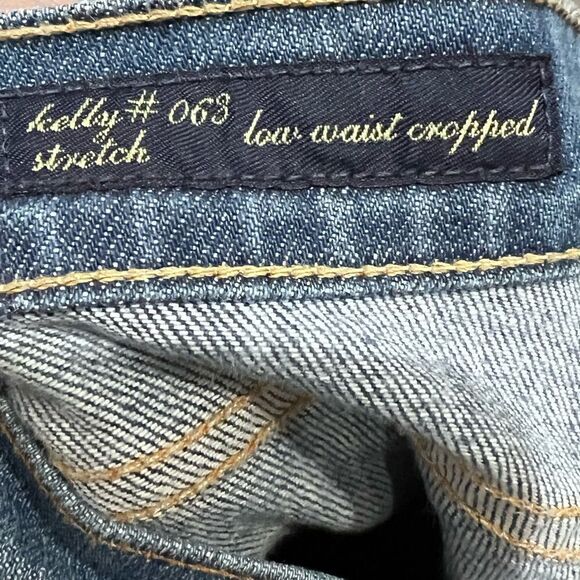 kelly # 063 low waist cropped
stretch